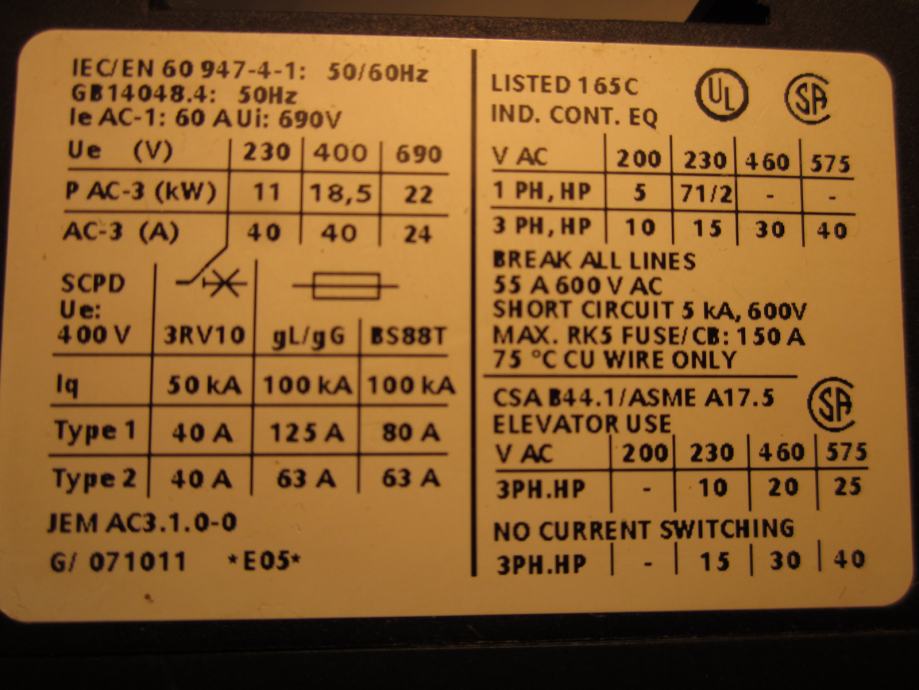 IEC/EN 60 947-4-1: 50/60Hz
GB14048.4: 50Hz
Ie AC-1: 60 A Ui: 690V
Ue (V) 230 400 690
P AC-3 (kW) 11 18,5 22
AC-3 (A) 40 40 24
SCPD
Ue:
400 V 3RV10 gL/gG BS88T
Iq 50 kA 100 kA 100 kA
Type 1 40 A 125 A 80 A
Type 2 40 A 63 A 63 A
JEM AC3.1.0-0
G/ 071011 *E05*
LISTED 165C UL SA
IND. CONT. EQ
V AC 200 230 460 575
1 PH, HP 5 71/2 - -
3 PH, HP 10 15 30 40
BREAK ALL LINES
55 A 600 V AC
SHORT CIRCUIT 5 kA, 600V
MAX. RK5 FUSE/CB: 150 A
75 °C CU WIRE ONLY
CSA B44.1/ASME A17.5 SA
ELEVATOR USE
V AC 200 230 460 575
3PH.HP - 10 20 25
NO CURRENT SWITCHING
3PH.HP - 15 30 40